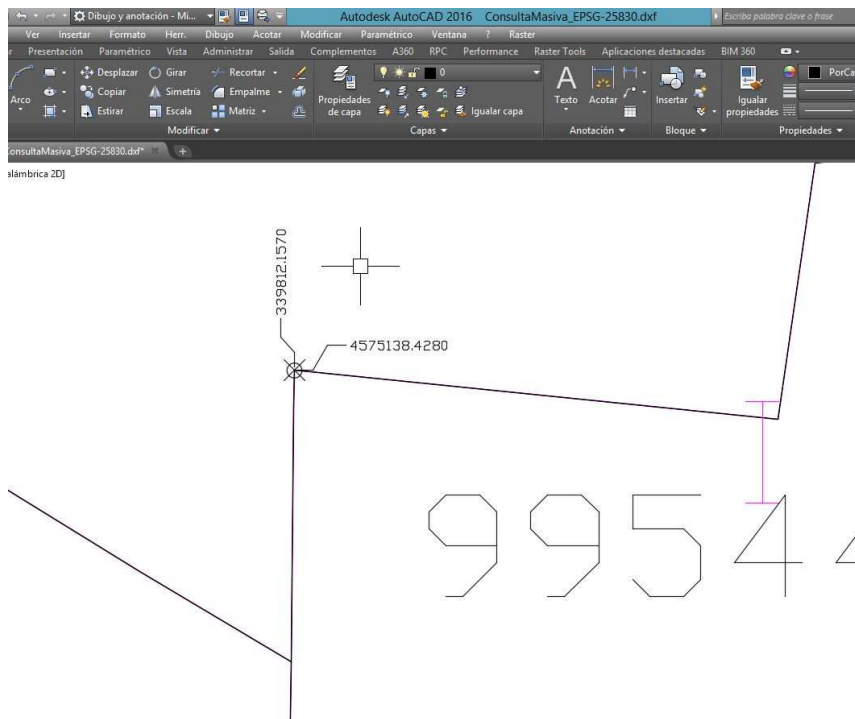 Dibujo y anotación - Mi...
Autodesk AutoCAD 2016 ConsultaMasiva_EPSG-25830.dxf
Escriba palabra clave o frase
Ver Insertar Formato Herr. Dibujo Acotar Modificar Paramétrico Ventana ? Raster
Presentación Paramétrico Vista Administrar Salida Complementos A360 RPC Performance Raster Tools Aplicaciones destacadas BIM 360
Arco
Desplazar Girar Recortar
Copiar Simetría Empalme
Estirar Escala Matriz
Modificar
Propiedades de capa
0
Igualar capa
Capas
Texto Acotar
Anotación
Insertar
Bloque
Igualar propiedades
PorCa
Propiedades
ConsultaMasiva_EPSG-25830.dxf*
alámbrica 2D]
339812.1570
4575138.4280
9954